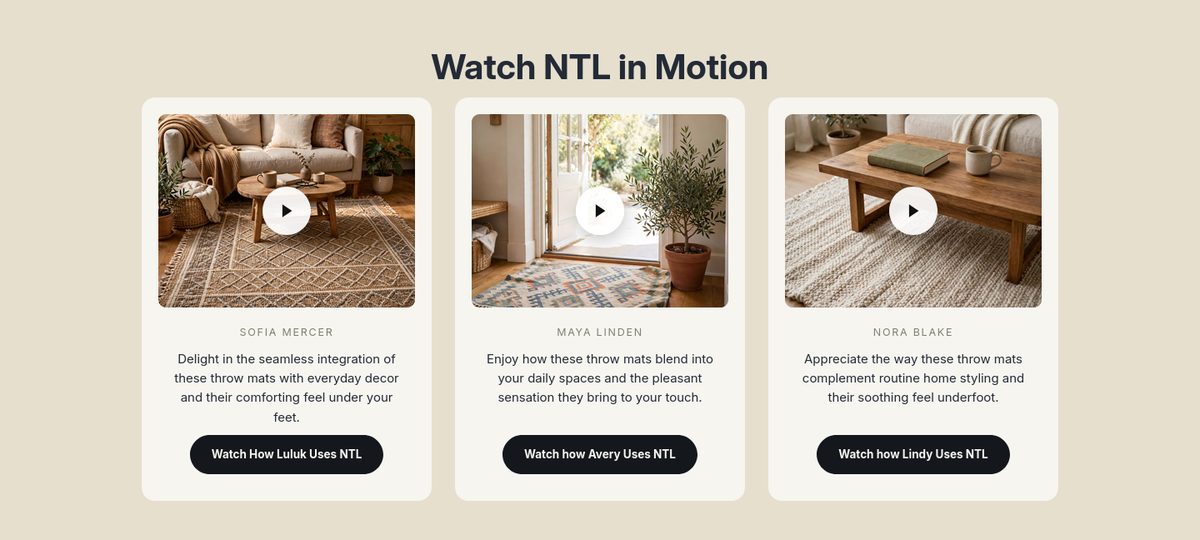 Watch NTL in Motion
SOFIA MERCER
Delight in the seamless integration of
these throw mats with everyday decor
and their comforting feel under your
feet.
Watch How Luluk Uses NTL
MAYA LINDEN
Enjoy how these throw mats blend into
your daily spaces and the pleasant
sensation they bring to your touch.
Watch how Avery Uses NTL
NORA BLAKE
Appreciate the way these throw mats
complement routine home styling and
their soothing feel underfoot.
Watch how Lindy Uses NTL